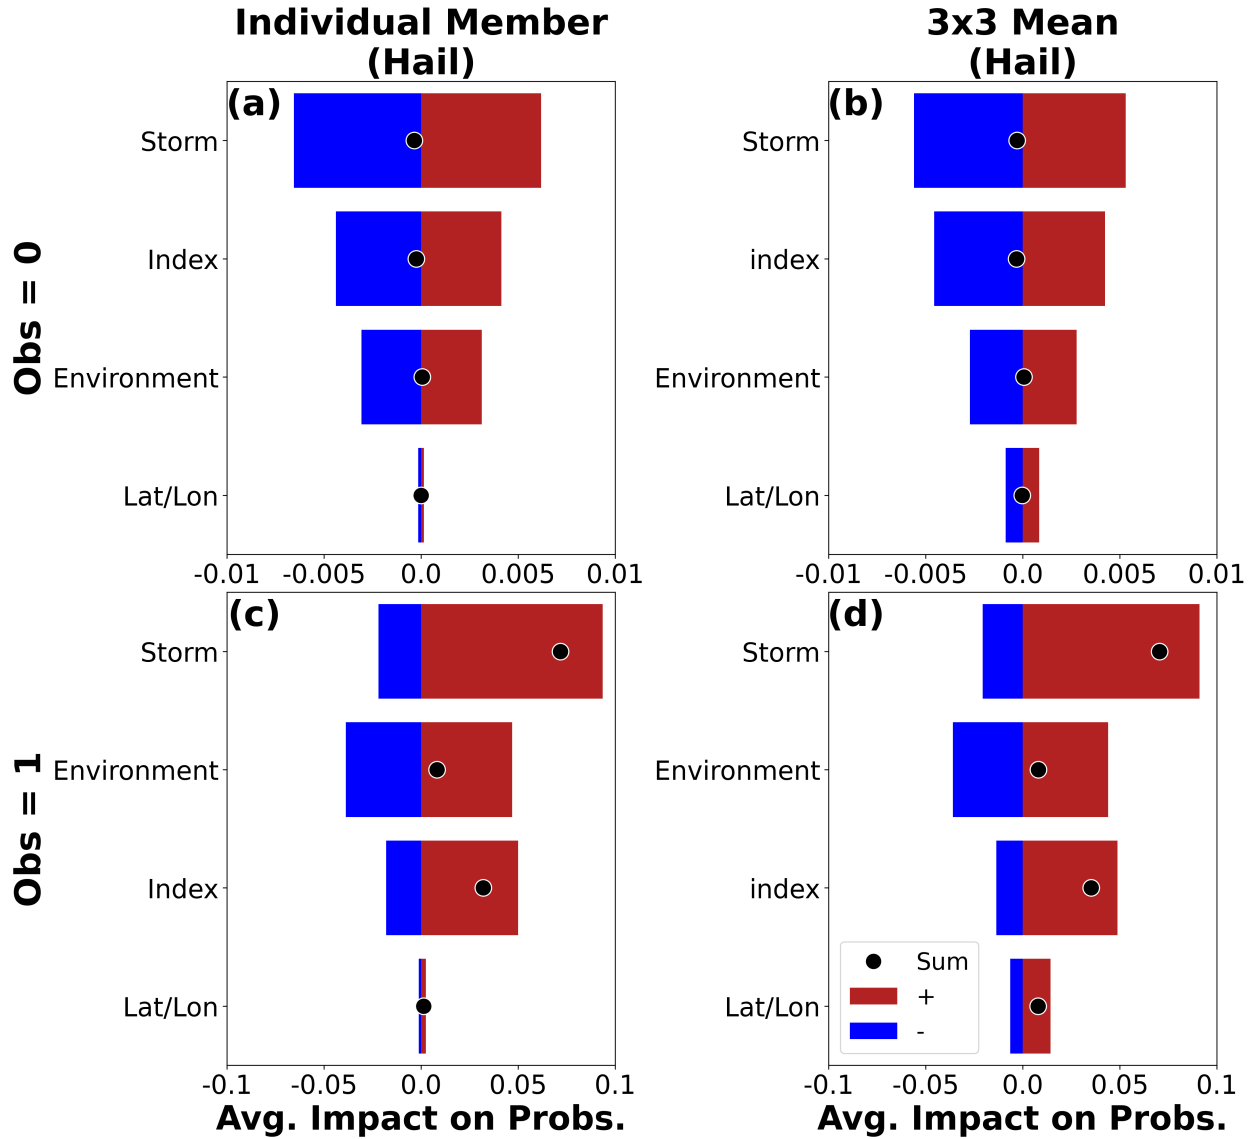 Individual Member
(Hail)
3x3 Mean
(Hail)
Obs = 0
(a)
Storm
Index
Environment
Lat/Lon
-0.01 -0.005 0.0 0.005 0.01
(b)
Storm
index
Environment
Lat/Lon
-0.01 -0.005 0.0 0.005 0.01
Obs = 1
(c)
Storm
Environment
Index
Lat/Lon
-0.1 -0.05 0.0 0.05 0.1
Avg. Impact on Probs.
(d)
Storm
Environment
index
Lat/Lon
Sum
+
-
-0.1 -0.05 0.0 0.05 0.1
Avg. Impact on Probs.